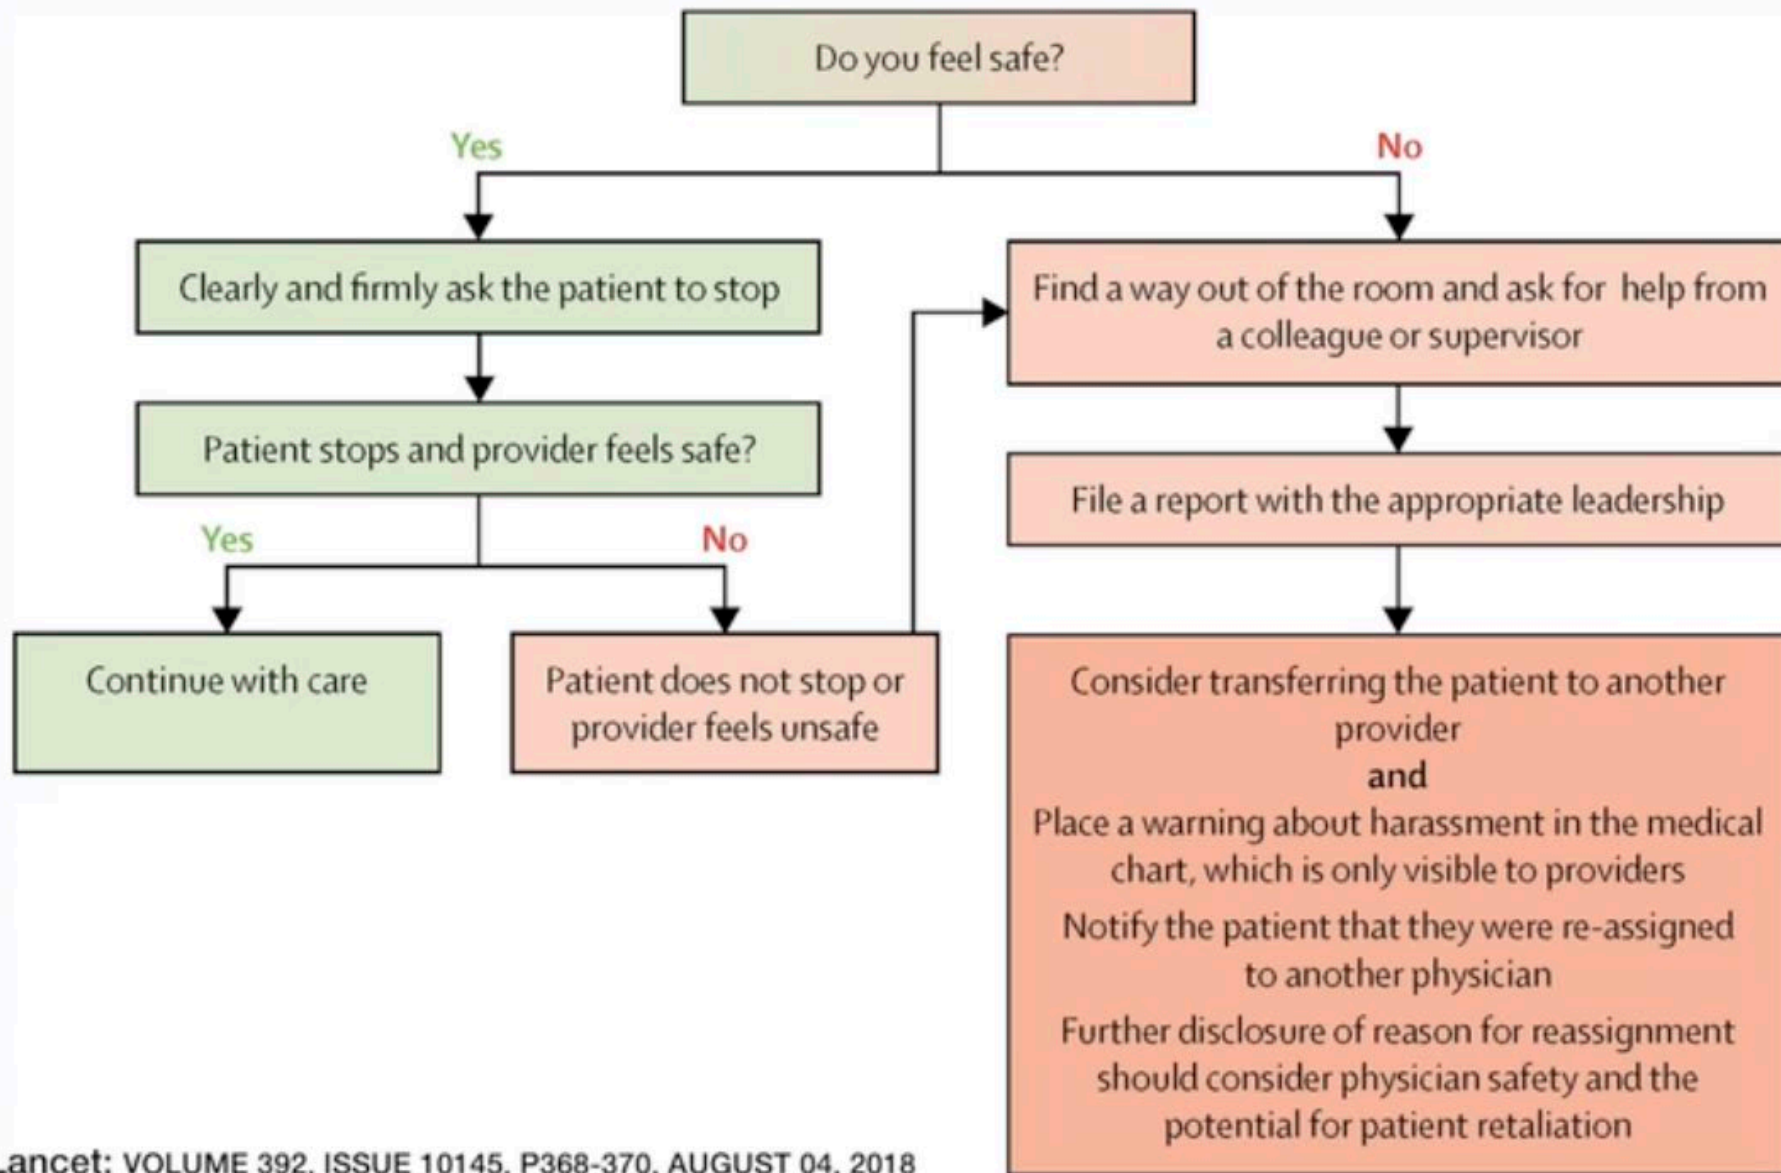 Do you feel safe?
Yes
No
Clearly and firmly ask the patient to stop
Find a way out of the room and ask for help from
a colleague or supervisor
Patient stops and provider feels safe?
File a report with the appropriate leadership
Yes
No
Continue with care
Patient does not stop or
provider feels unsafe
Consider transferring the patient to another
provider
and
Place a warning about harassment in the medical
chart, which is only visible to providers
Notify the patient that they were re-assigned
to another physician
Further disclosure of reason for reassignment
should consider physician safety and the
potential for patient retaliation
Lancet: VOLUME 392, ISSUE 10145, P368-370, AUGUST 04, 2018